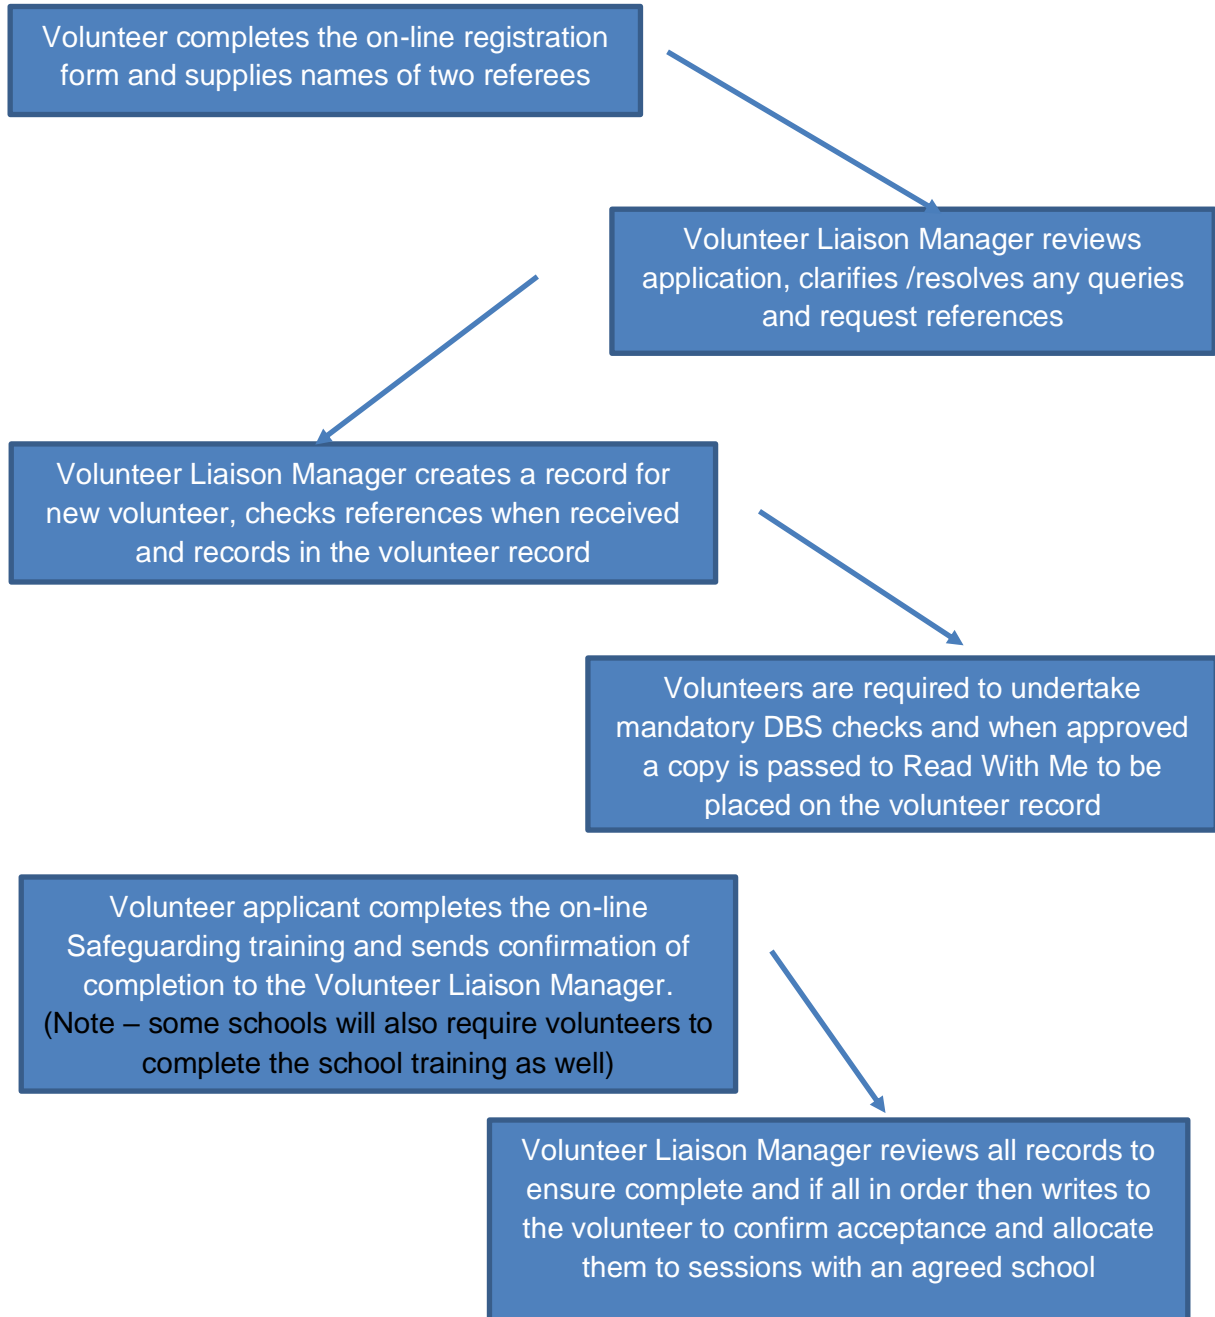 Volunteer completes the on-line registration
form and supplies names of two referees
Volunteer Liaison Manager reviews
application, clarifies /resolves any queries
and request references
Volunteer Liaison Manager creates a record for
new volunteer, checks references when received
and records in the volunteer record
Volunteers are required to undertake
mandatory DBS checks and when approved
a copy is passed to Read With Me to be
placed on the volunteer record
Volunteer applicant completes the on-line
Safeguarding training and sends confirmation of
completion to the Volunteer Liaison Manager.
(Note – some schools will also require volunteers to
complete the school training as well)
Volunteer Liaison Manager reviews all records to
ensure complete and if all in order then writes to
the volunteer to confirm acceptance and allocate
them to sessions with an agreed school